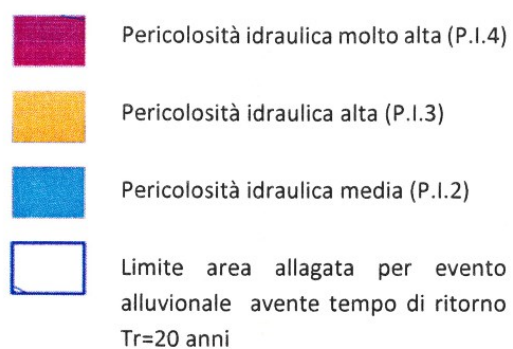 Pericolosità idraulica molto alta (P.I.4)
Pericolosità idraulica alta (P.I.3)
Pericolosità idraulica media (P.I.2)
Limite area allagata per evento
alluvionale avente tempo di ritorno
Tr=20 anni